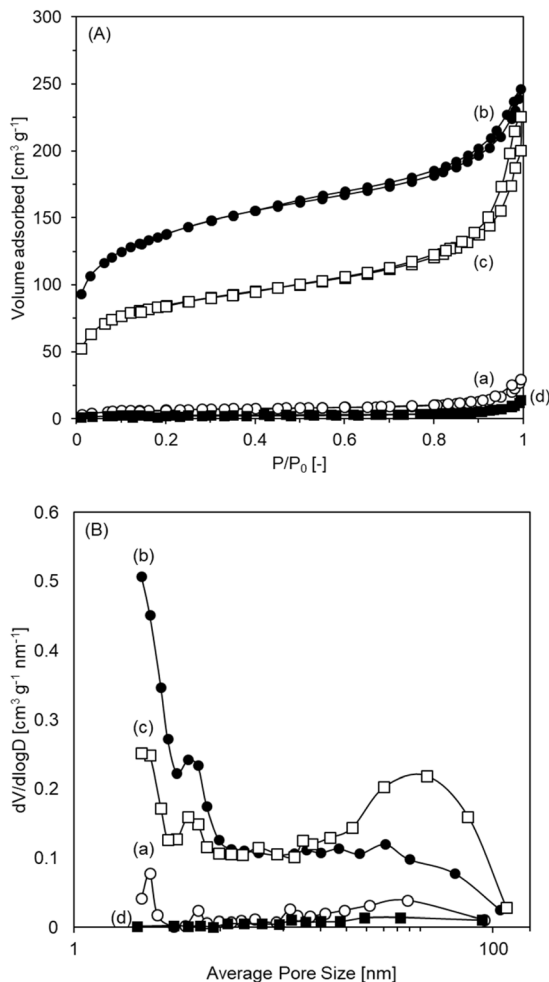 (A)
300
250
200
150
100
50
0
Volume adsorbed [cm³ g⁻¹]
(b)
(c)
(a)
(d)
0 0.2 0.4 0.6 0.8 1
P/P₀ [-]
(B)
0.6
0.5
0.4
0.3
0.2
0.1
0
dV/dlogD [cm³ g⁻¹ nm⁻¹]
(b)
(c)
(a)
(d)
1 100
Average Pore Size [nm]